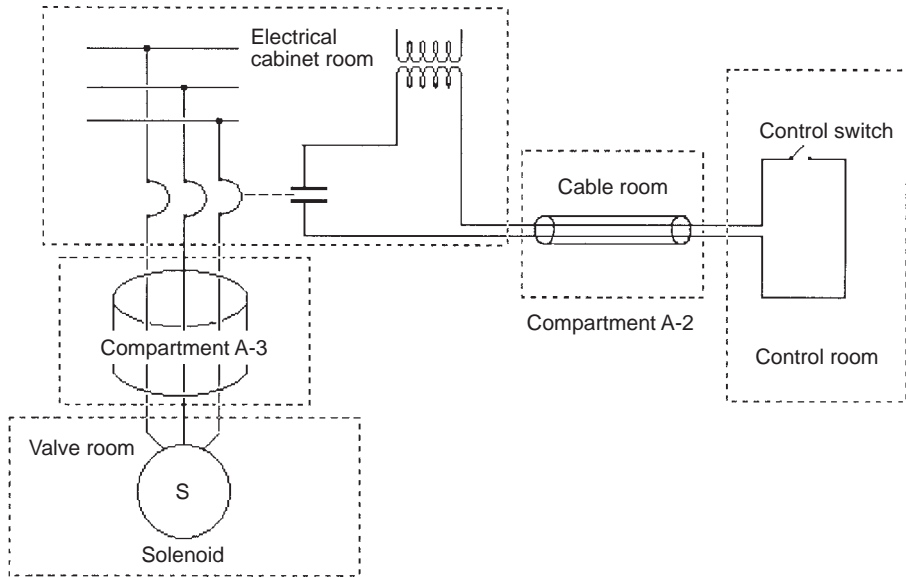 Electrical
cabinet room
Control switch
Cable room
Compartment A-2
Compartment A-3
Control room
Valve room
S
Solenoid